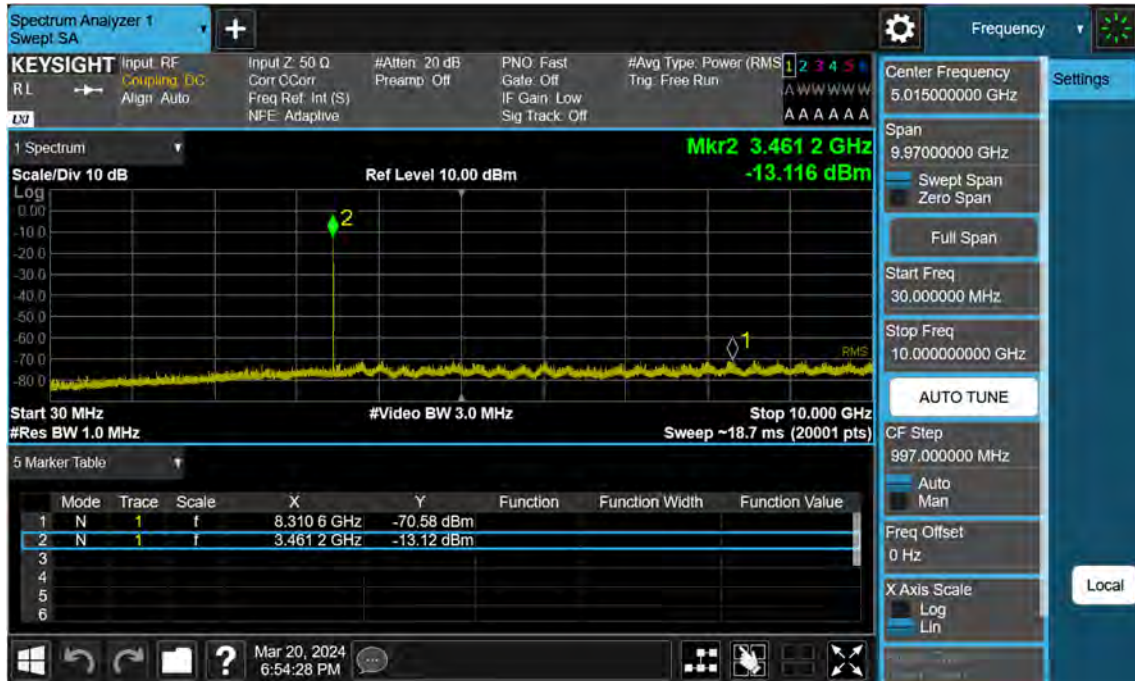 Spectrum Analyzer 1
Swept SA
+
Frequency
KEYSIGHT
RL
LXI
Input: RF
Coupling: DC
Align: Auto
Input Z: 50 Ω
Corr CCorr
Freq Ref: Int (S)
NFE: Adaptive
#Atten: 20 dB
Preamp: Off
PNO: Fast
Gate: Off
IF Gain: Low
Sig Track: Off
#Avg Type: Power (RMS
Trig: Free Run
1 2 3 4 5 6
A W W W W W
A A A A A A
1 Spectrum
Scale/Div 10 dB
Ref Level 10.00 dBm
Mkr2 3.461 2 GHz
-13.116 dBm
Log
0.00
-10.0
-20.0
-30.0
-40.0
-50.0
-60.0
-70.0
-80.0
2
1
RMS
Start 30 MHz
#Video BW 3.0 MHz
Stop 10.000 GHz
#Res BW 1.0 MHz
Sweep ~18.7 ms (20001 pts)
5 Marker Table
Mode Trace Scale X Y Function Function Width Function Value
1 N 1 f 8.310 6 GHz -70.58 dBm
2 N 1 f 3.461 2 GHz -13.12 dBm
3
4
5
6
Mar 20, 2024
6:54:28 PM
Center Frequency
5.015000000 GHz
Span
9.97000000 GHz
Swept Span
Zero Span
Full Span
Start Freq
30.000000 MHz
Stop Freq
10.000000000 GHz
AUTO TUNE
CF Step
997.000000 MHz
Auto
Man
Freq Offset
0 Hz
X Axis Scale
Log
Lin
Settings
Local